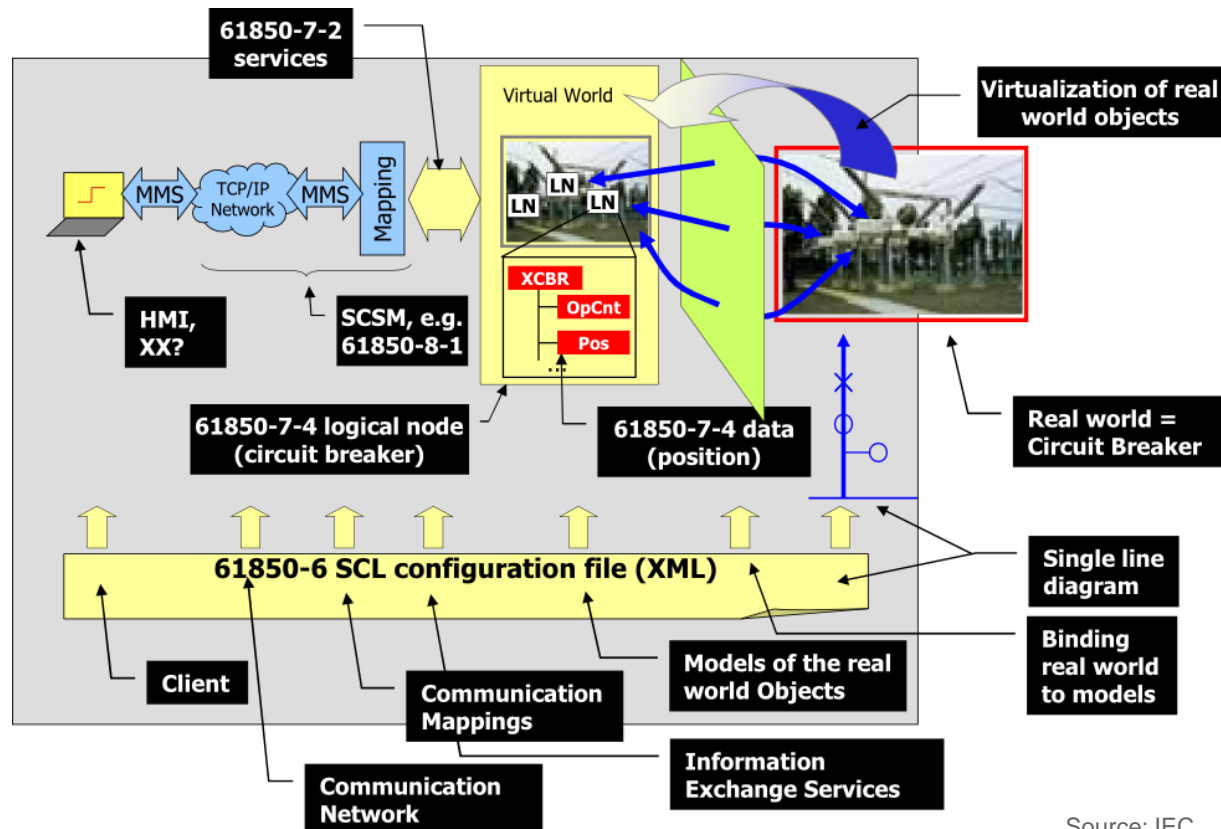 61850-7-2
services
Virtual World
Virtualization of real
world objects
MMS
TCP/IP
Network
MMS
Mapping
LN
LN
LN
XCBR
OpCnt
Pos
...
HMI,
XX?
SCSM, e.g.
61850-8-1
61850-7-4 logical node
(circuit breaker)
61850-7-4 data
(position)
Real world =
Circuit Breaker
61850-6 SCL configuration file (XML)
Single line
diagram
Client
Communication
Mappings
Models of the real
world Objects
Binding
real world
to models
Communication
Network
Information
Exchange Services
Source: IEC